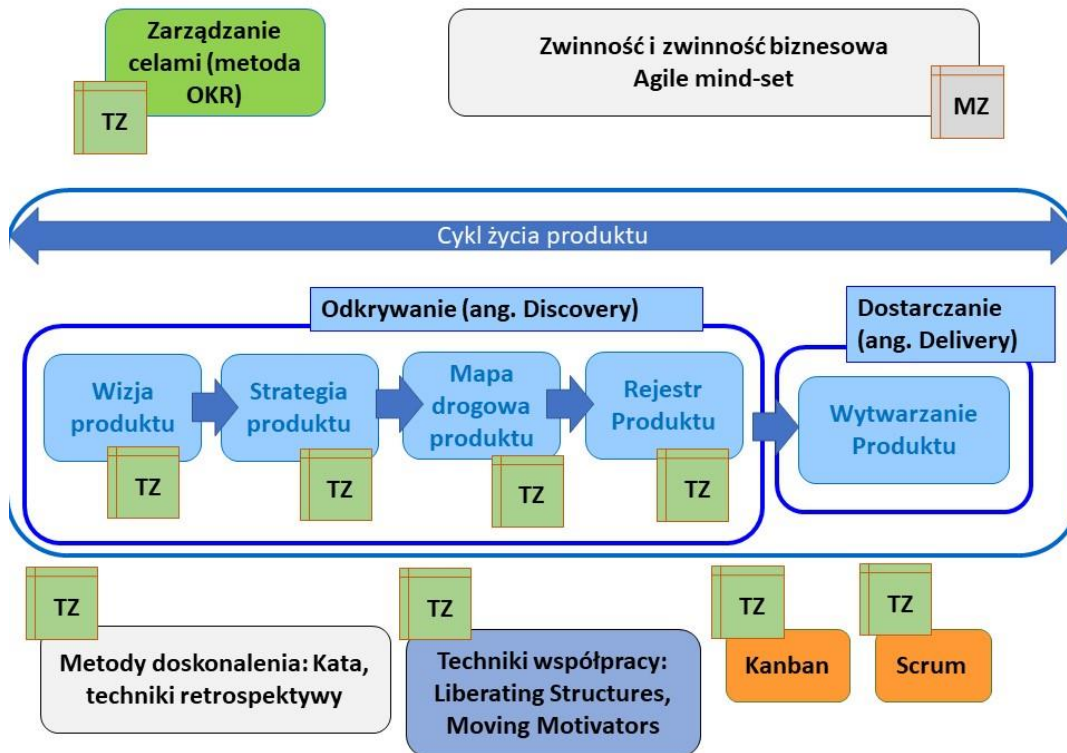 Zarządzanie
celami (metoda
OKR)
TZ
Zwinność i zwinność biznesowa
Agile mind-set
MZ
Cykl życia produktu
Odkrywanie (ang. Discovery)
Dostarczanie
(ang. Delivery)
Wizja
produktu
TZ
Strategia
produktu
TZ
Mapa
drogowa
produktu
TZ
Rejestr
Produktu
TZ
Wytwarzanie
Produktu
TZ
Metody doskonalenia: Kata,
techniki retrospektywy
TZ
Techniki współpracy:
Liberating Structures,
Moving Motivators
TZ
Kanban
TZ
Scrum